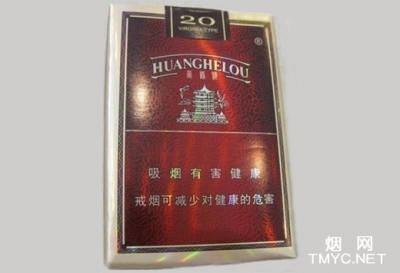 20
VIRGINIA TYPE
HUANGHELOU
®
黄鹤楼
吸烟有害健康
戒烟可减少对健康的危害
烟网
TMYC.NET